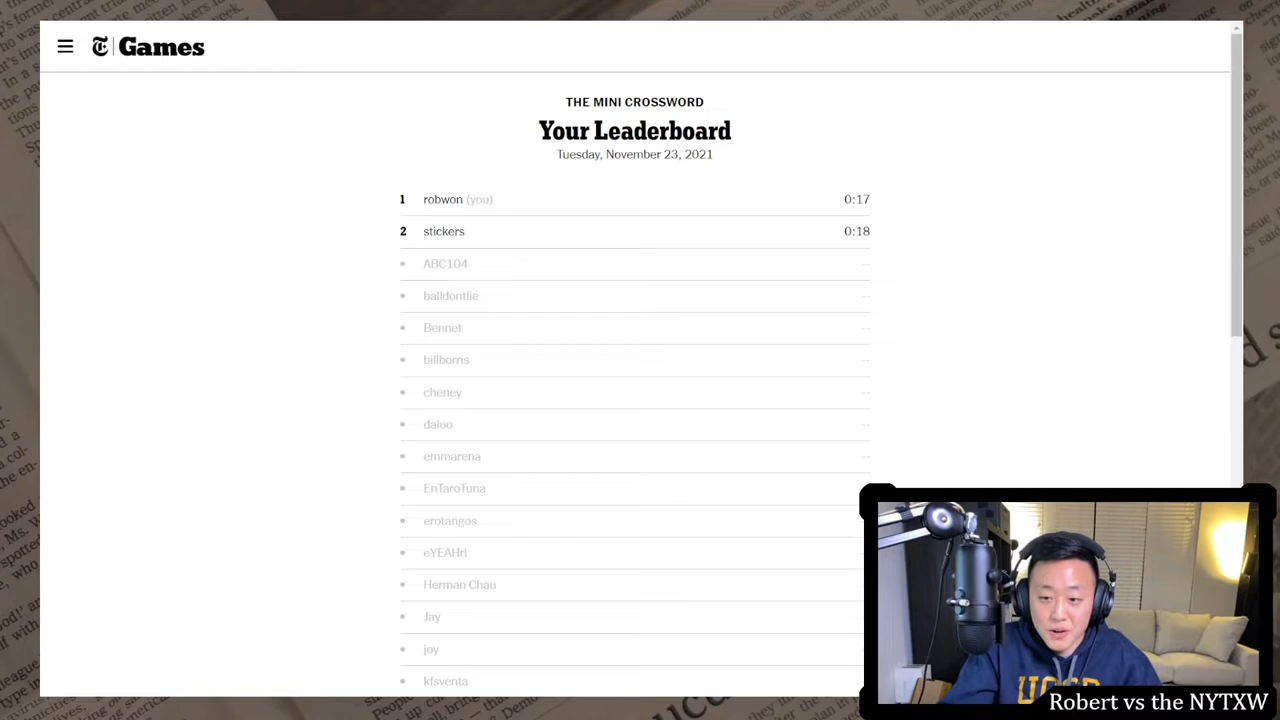 Games
THE MINI CROSSWORD
Your Leaderboard
Tuesday, November 23, 2021
1 robwon (you) 0:17
2 stickers 0:18
• ABC104 --
• balldontlie --
• Bennet --
• billborris --
• cheney --
• daloo --
• emmarena --
• EnTaroTuna
• erotangos
• eYEAHrl
• Herman Chau
• Jay
• joy
• kfsventa
Robert vs the NYTXW